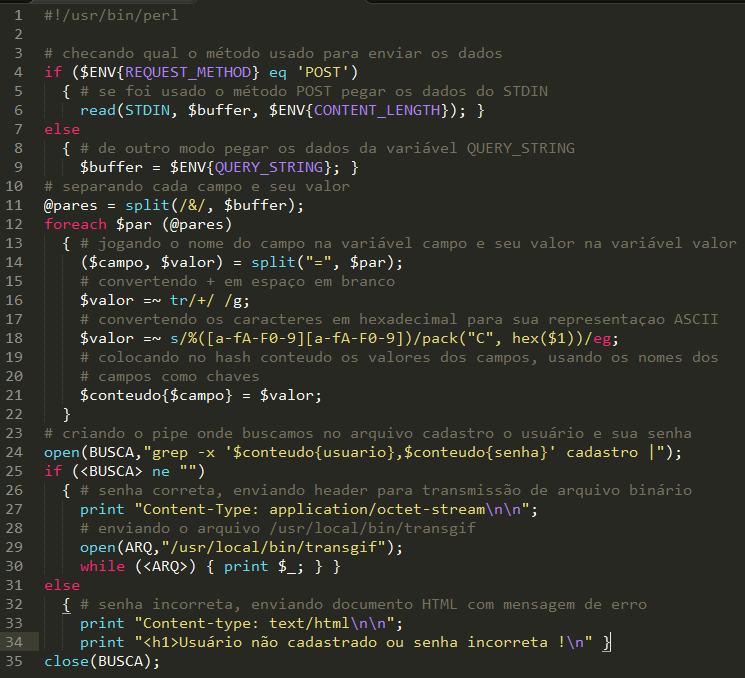 1 #!/usr/bin/perl
2
3 # checando qual o método usado para enviar os dados
4 if ($ENV{REQUEST_METHOD} eq 'POST')
5   { # se foi usado o método POST pegar os dados do STDIN
6     read(STDIN, $buffer, $ENV{CONTENT_LENGTH}); }
7 else
8   { # de outro modo pegar os dados da variável QUERY_STRING
9     $buffer = $ENV{QUERY_STRING}; }
10 # separando cada campo e seu valor
11 @pares = split(/&/, $buffer);
12 foreach $par (@pares)
13   { # jogando o nome do campo na variável campo e seu valor na variável valor
14     ($campo, $valor) = split("=", $par);
15     # convertendo + em espaço em branco
16     $valor =~ tr/+/ /g;
17     # convertendo os caracteres em hexadecimal para sua representaçao ASCII
18     $valor =~ s/%([a-fA-F0-9][a-fA-F0-9])/pack("C", hex($1))/eg;
19     # colocando no hash conteudo os valores dos campos, usando os nomes dos
20     # campos como chaves
21     $conteudo{$campo} = $valor;
22   }
23 # criando o pipe onde buscamos no arquivo cadastro o usuário e sua senha
24 open(BUSCA,"grep -x '$conteudo{usuario},$conteudo{senha}' cadastro |");
25 if (<BUSCA> ne "")
26   { # senha correta, enviando header para transmissão de arquivo binário
27     print "Content-Type: application/octet-stream\n\n";
28     # enviando o arquivo /usr/local/bin/transgif
29     open(ARQ,"/usr/local/bin/transgif");
30     while (<ARQ>) { print $_; } }
31 else
32   { # senha incorreta, enviando documento HTML com mensagem de erro
33     print "Content-type: text/html\n\n";
34     print "<h1>Usuário não cadastrado ou senha incorreta !\n" }
35 close(BUSCA);